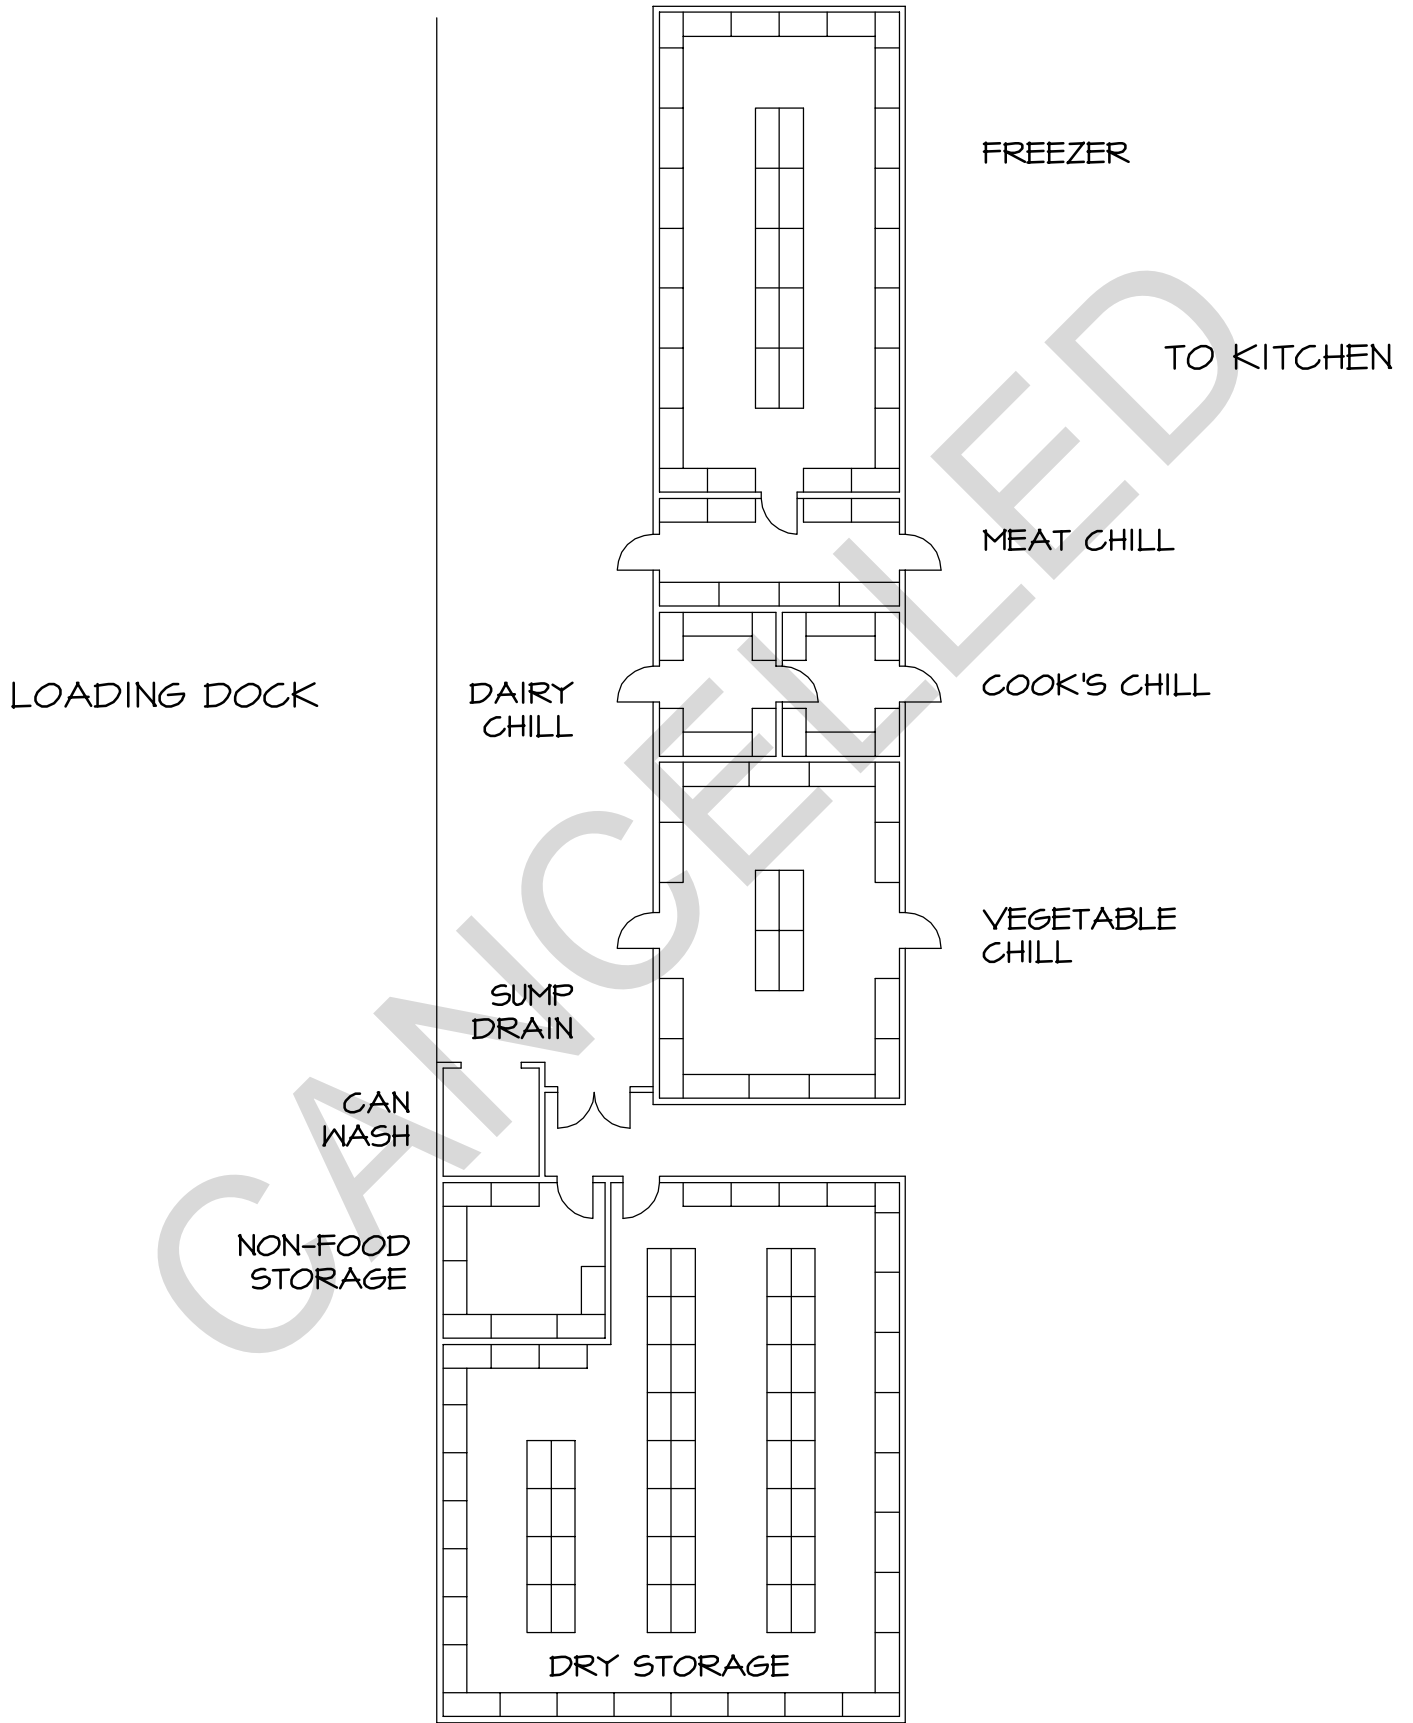 FREEZER
TO KITCHEN
MEAT CHILL
LOADING DOCK
DAIRY
CHILL
COOK'S CHILL
VEGETABLE
CHILL
SUMP
DRAIN
CAN
WASH
NON-FOOD
STORAGE
DRY STORAGE
CANCELLED